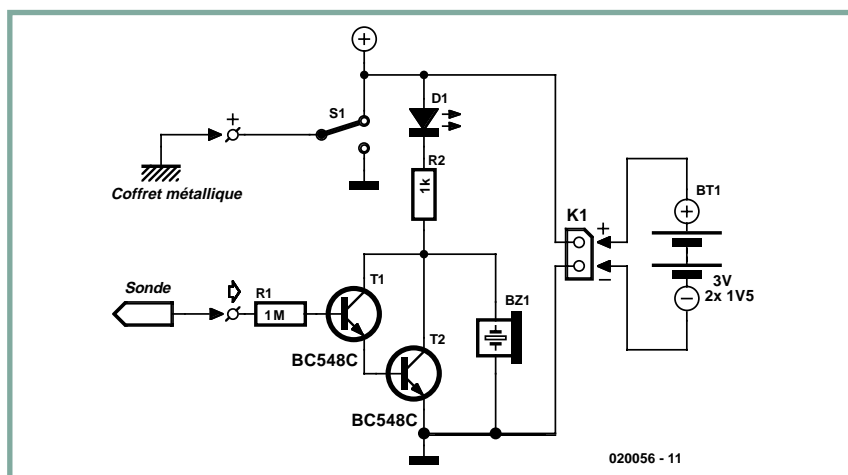 +
S1
D1
+
R2
1k
Coffret métallique
K1
+
−
BT1
+
3V
2x 1V5
−
Sonde
R1
1M
T1
BC548C
T2
BC548C
BZ1
020056 - 11